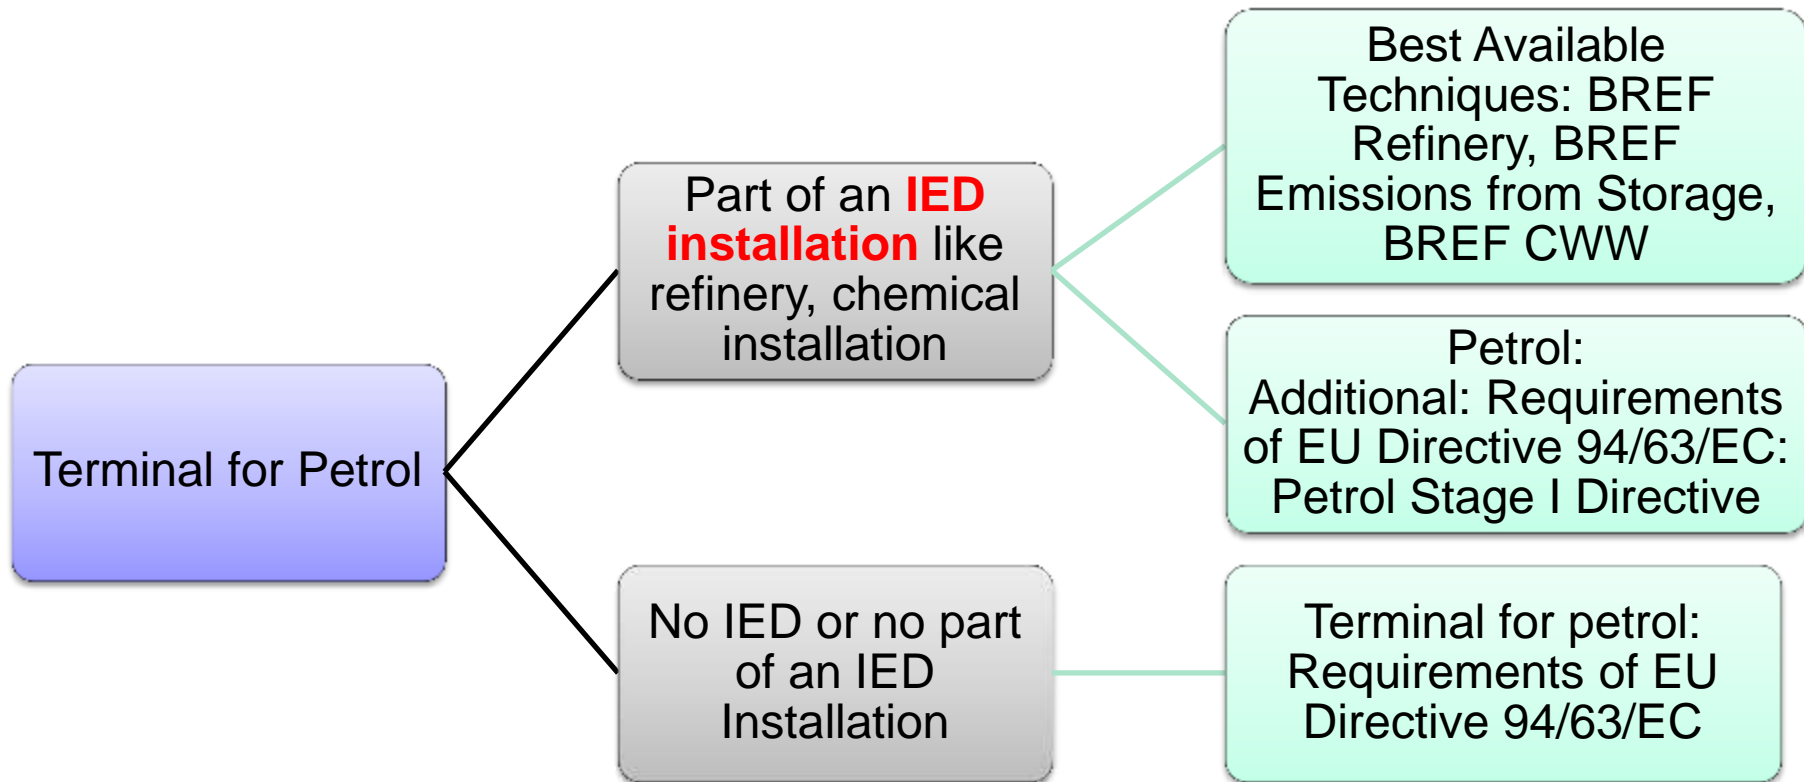 Terminal for Petrol
Part of an IED
installation like
refinery, chemical
installation
No IED or no part
of an IED
Installation
Best Available
Techniques: BREF
Refinery, BREF
Emissions from Storage,
BREF CWW
Petrol:
Additional: Requirements
of EU Directive 94/63/EC:
Petrol Stage I Directive
Terminal for petrol:
Requirements of EU
Directive 94/63/EC